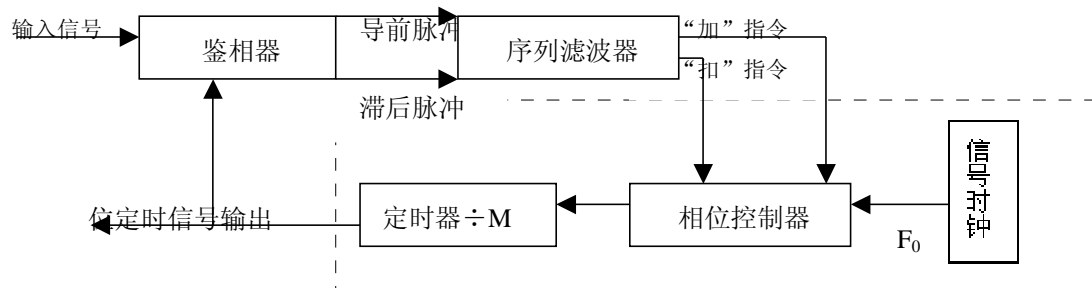 输入信号
鉴相器
导前脉冲
滞后脉冲
序列滤波器
“加”指令
“扣”指令
信号时钟
位定时信号输出
定时器÷M
相位控制器
F₀